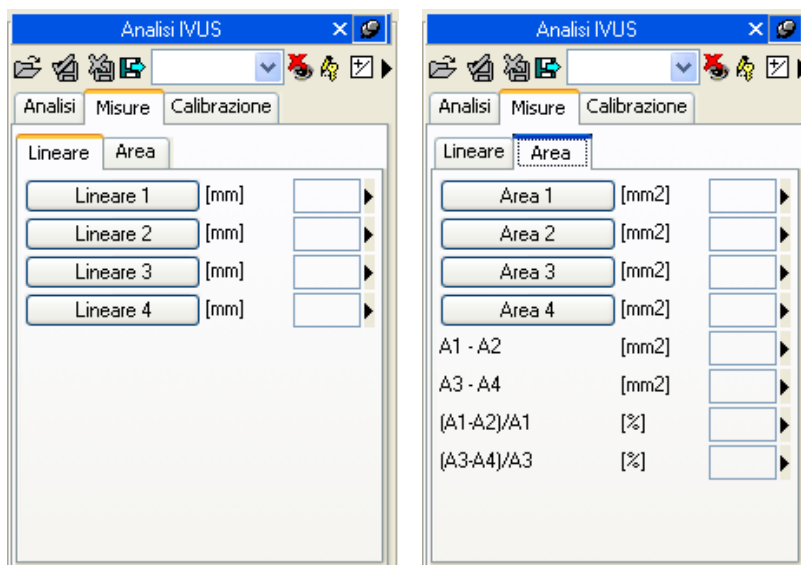 Analisi IVUS
Analisi Misure Calibrazione
Lineare Area
Lineare 1 [mm]
Lineare 2 [mm]
Lineare 3 [mm]
Lineare 4 [mm]
Analisi IVUS
Analisi Misure Calibrazione
Lineare Area
Area 1 [mm2]
Area 2 [mm2]
Area 3 [mm2]
Area 4 [mm2]
A1 - A2 [mm2]
A3 - A4 [mm2]
(A1-A2)/A1 [%]
(A3-A4)/A3 [%]